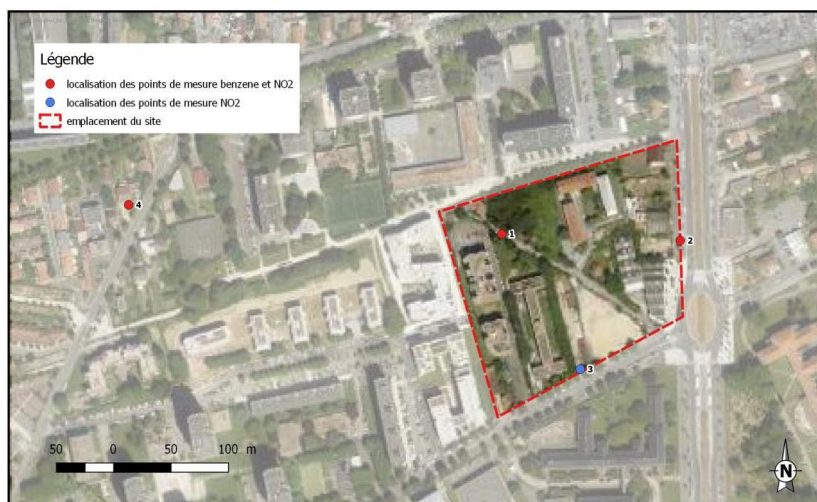 Légende
localisation des points de mesure benzene et NO2
localisation des points de mesure NO2
emplacement du site
4
1
2
3
50 0 50 100 m
N